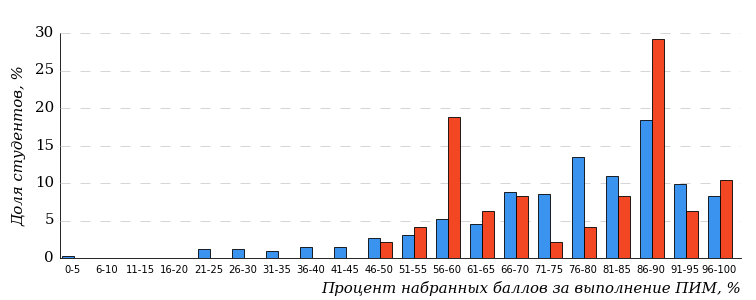 30
25
20
15
10
5
0
Доля студентов, %
0-5 6-10 11-15 16-20 21-25 26-30 31-35 36-40 41-45 46-50 51-55 56-60 61-65 66-70 71-75 76-80 81-85 86-90 91-95 96-100
Процент набранных баллов за выполнение ПИМ, %